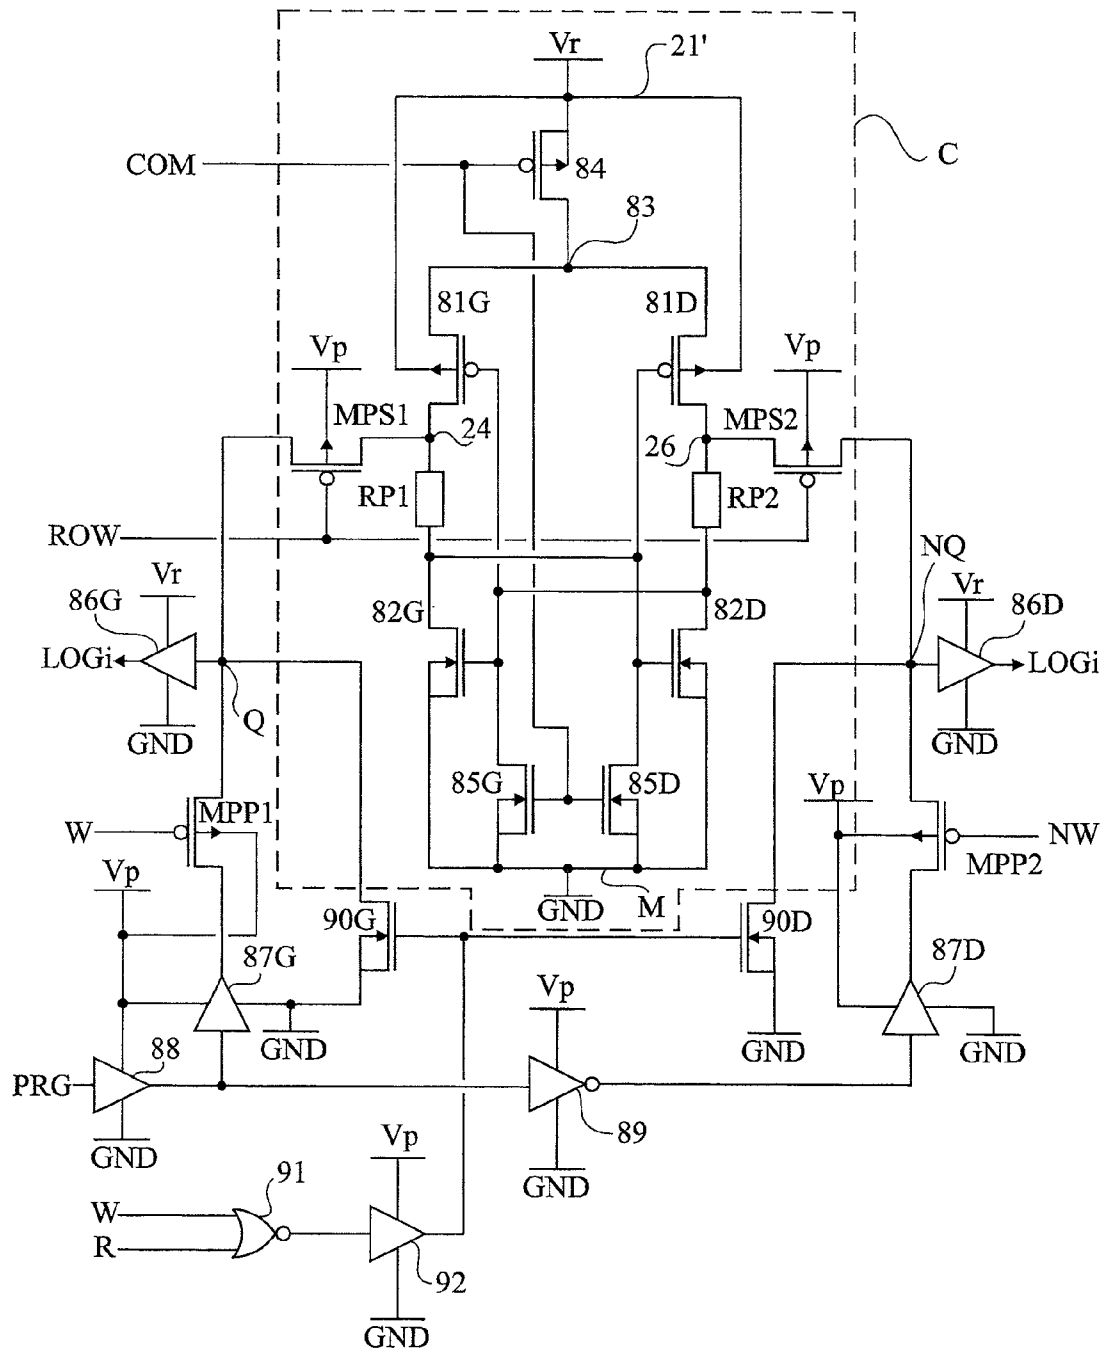 Vr
21'
COM
84
C
83
81G
81D
Vp
Vp
MPS1
24
26
MPS2
RP1
RP2
ROW
NQ
Vr
Vr
86G
82G
82D
86D
LOGi
LOGi
Q
GND
GND
85G
85D
Vp
MPP1
W
NW
MPP2
Vp
GND
M
90G
90D
87G
87D
Vp
GND
GND
GND
88
PRG
89
Vp
GND
GND
91
W
R
92
GND